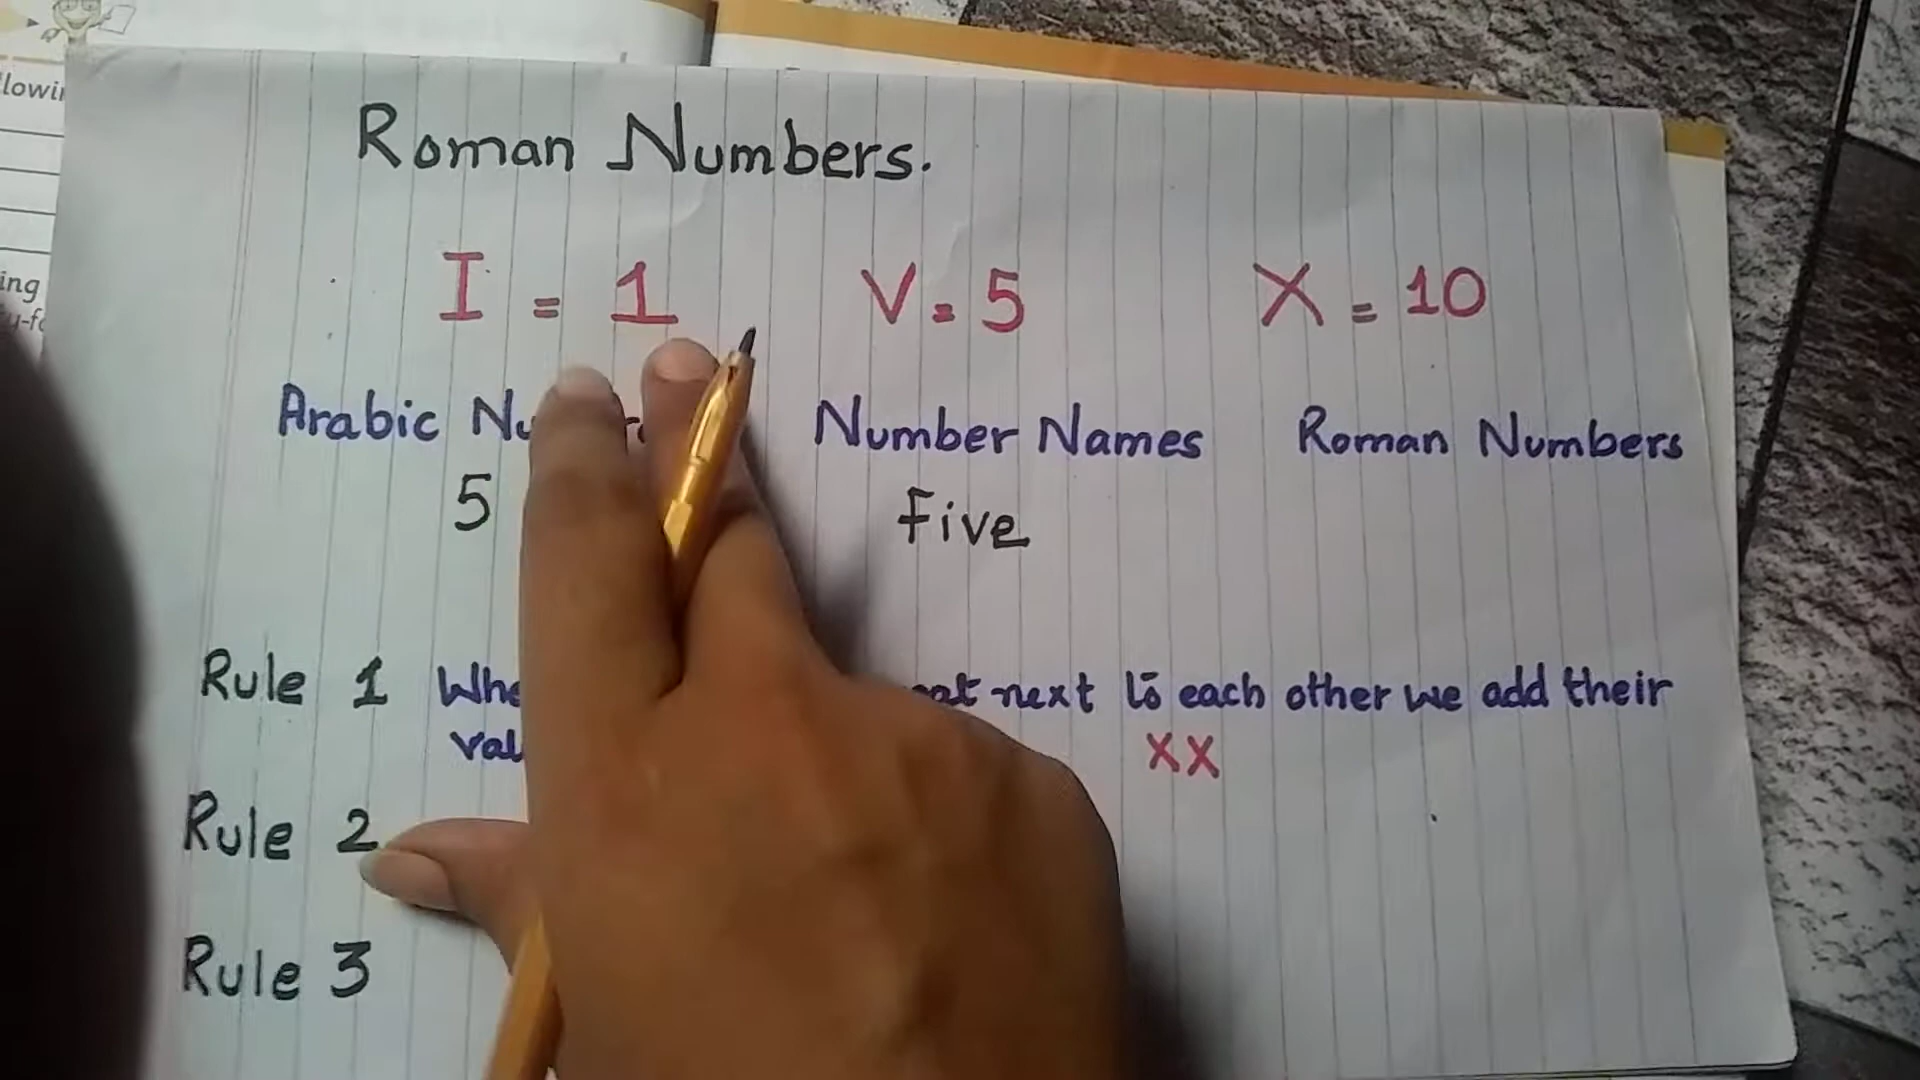 Roman Numbers.
I = 1 V = 5 X = 10
Arabic Number Names Roman Numbers
5 Five
Rule 1 next to each other we add their
XX
Rule 2
Rule 3